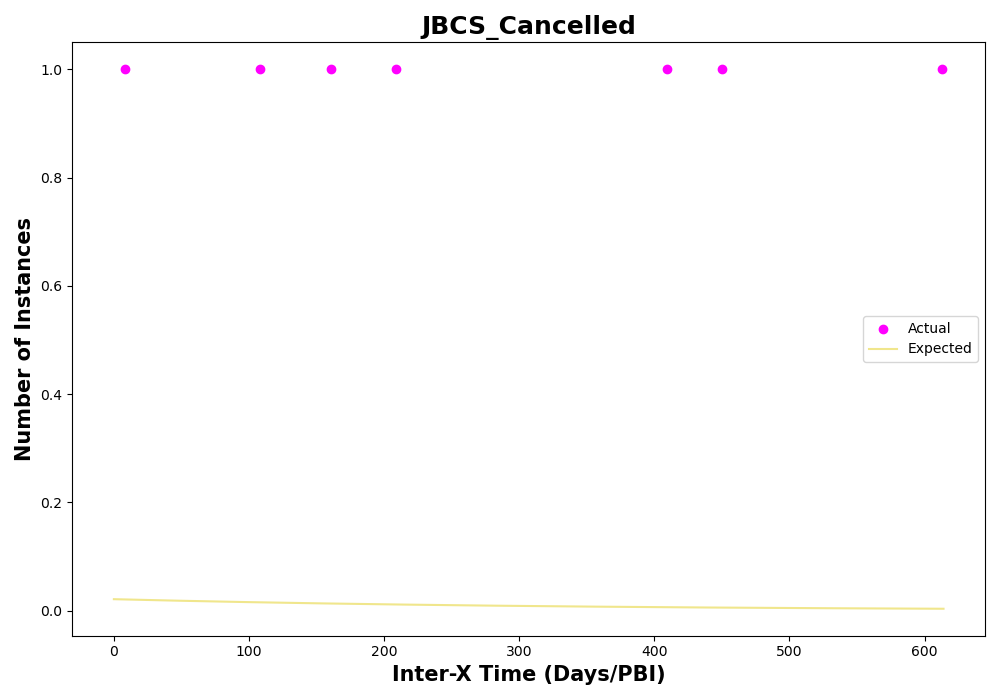 JBCS_Cancelled
Number of Instances
1.0
0.8
0.6
0.4
0.2
0.0
Actual
Expected
0 100 200 300 400 500 600
Inter-X Time (Days/PBI)